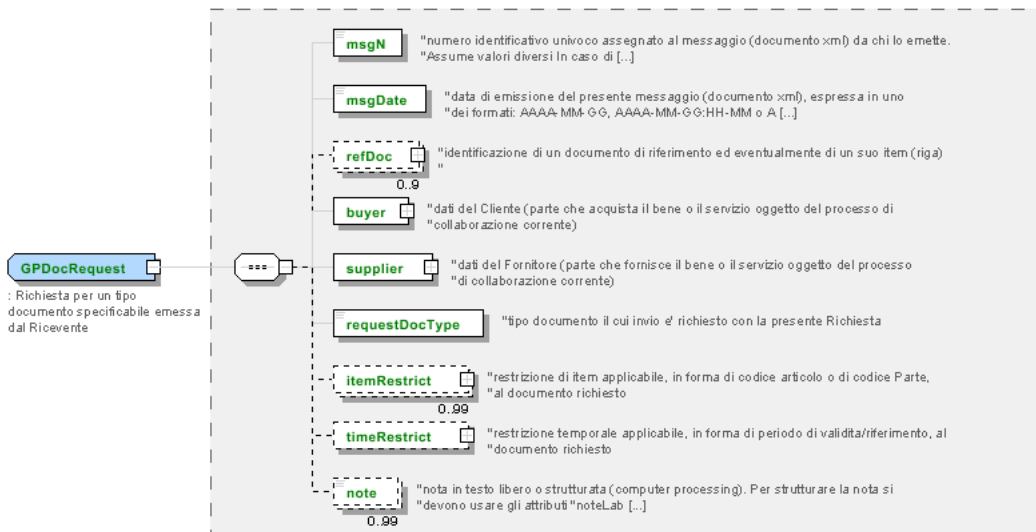 msgN
"numero identificativo univoco assegnato al messaggio (documento xml) da chi lo emette.
"Assume valori diversi In caso di [...]
msgDate
"data di emissione del presente messaggio (documento xml), espressa in uno
"dei formati: AAAA-MM-GG, AAAA-MM-GG:HH-MM o A [...]
refDoc
"identificazione di un documento di riferimento ed eventualmente di un suo item (riga)
"
0..9
buyer
"dati del Cliente (parte che acquista il bene o il servizio oggetto del processo di
"collaborazione corrente)
GPDocRequest
: Richiesta per un tipo
documento specificabile emessa
dal Ricevente
supplier
"dati del Fornitore (parte che fornisce il bene o il servizio oggetto del processo
"di collaborazione corrente)
requestDocType
"tipo documento il cui invio e' richiesto con la presente Richiesta
itemRestrict
"restrizione di item applicabile, in forma di codice articolo o di codice Parte,
"al documento richiesto
0..99
timeRestrict
"restrizione temporale applicabile, in forma di periodo di validita/riferimento, al
"documento richiesto
note
"nota in testo libero o strutturata (computer processing). Per strutturare la nota si
"devono usare gli attributi "noteLab [...]
0..99